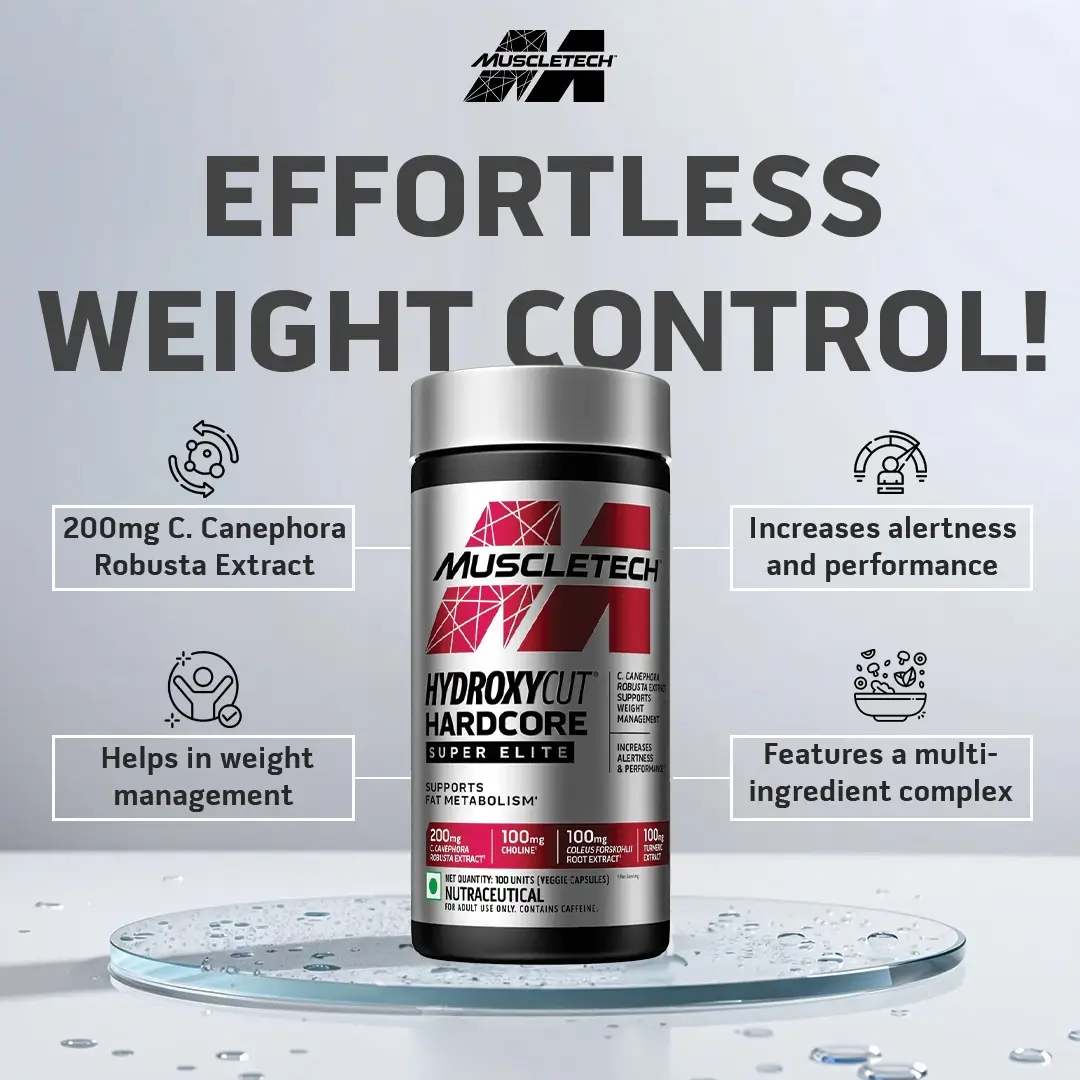 MUSCLETECH
EFFORTLESS
WEIGHT CONTROL!
200mg C. Canephora
Robusta Extract
Increases alertness
and performance
Helps in weight
management
Features a multi-
ingredient complex
MUSCLETECH
HYDROXYCUT®
HARDCORE
SUPER ELITE
SUPPORTS
FAT METABOLISM*
C. CANEPHORA
ROBUSTA EXTRACT
SUPPORTS
WEIGHT
MANAGEMENT
INCREASES
ALERTNESS
& PERFORMANCE
200mg
C. CANEPHORA
ROBUSTA EXTRACT†
100mg
CHOLINE†
100mg
COLEUS FORSKOHLII
ROOT EXTRACT†
100mg
TURMERIC
EXTRACT
NET QUANTITY: 100 UNITS (VEGGIE CAPSULES)
† Per Serving
NUTRACEUTICAL
FOR ADULT USE ONLY. CONTAINS CAFFEINE.